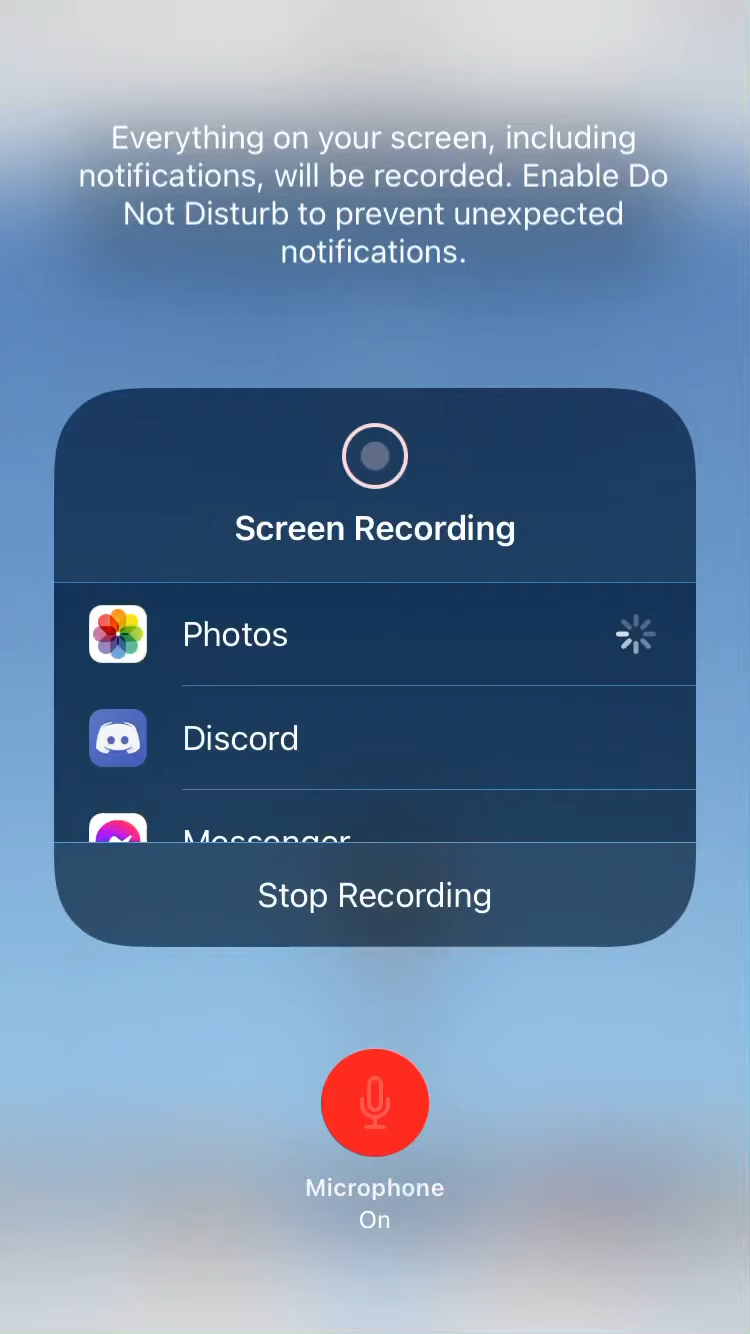 Everything on your screen, including
notifications, will be recorded. Enable Do
Not Disturb to prevent unexpected
notifications.
Screen Recording
Photos
Discord
Messenger
Stop Recording
Microphone
On